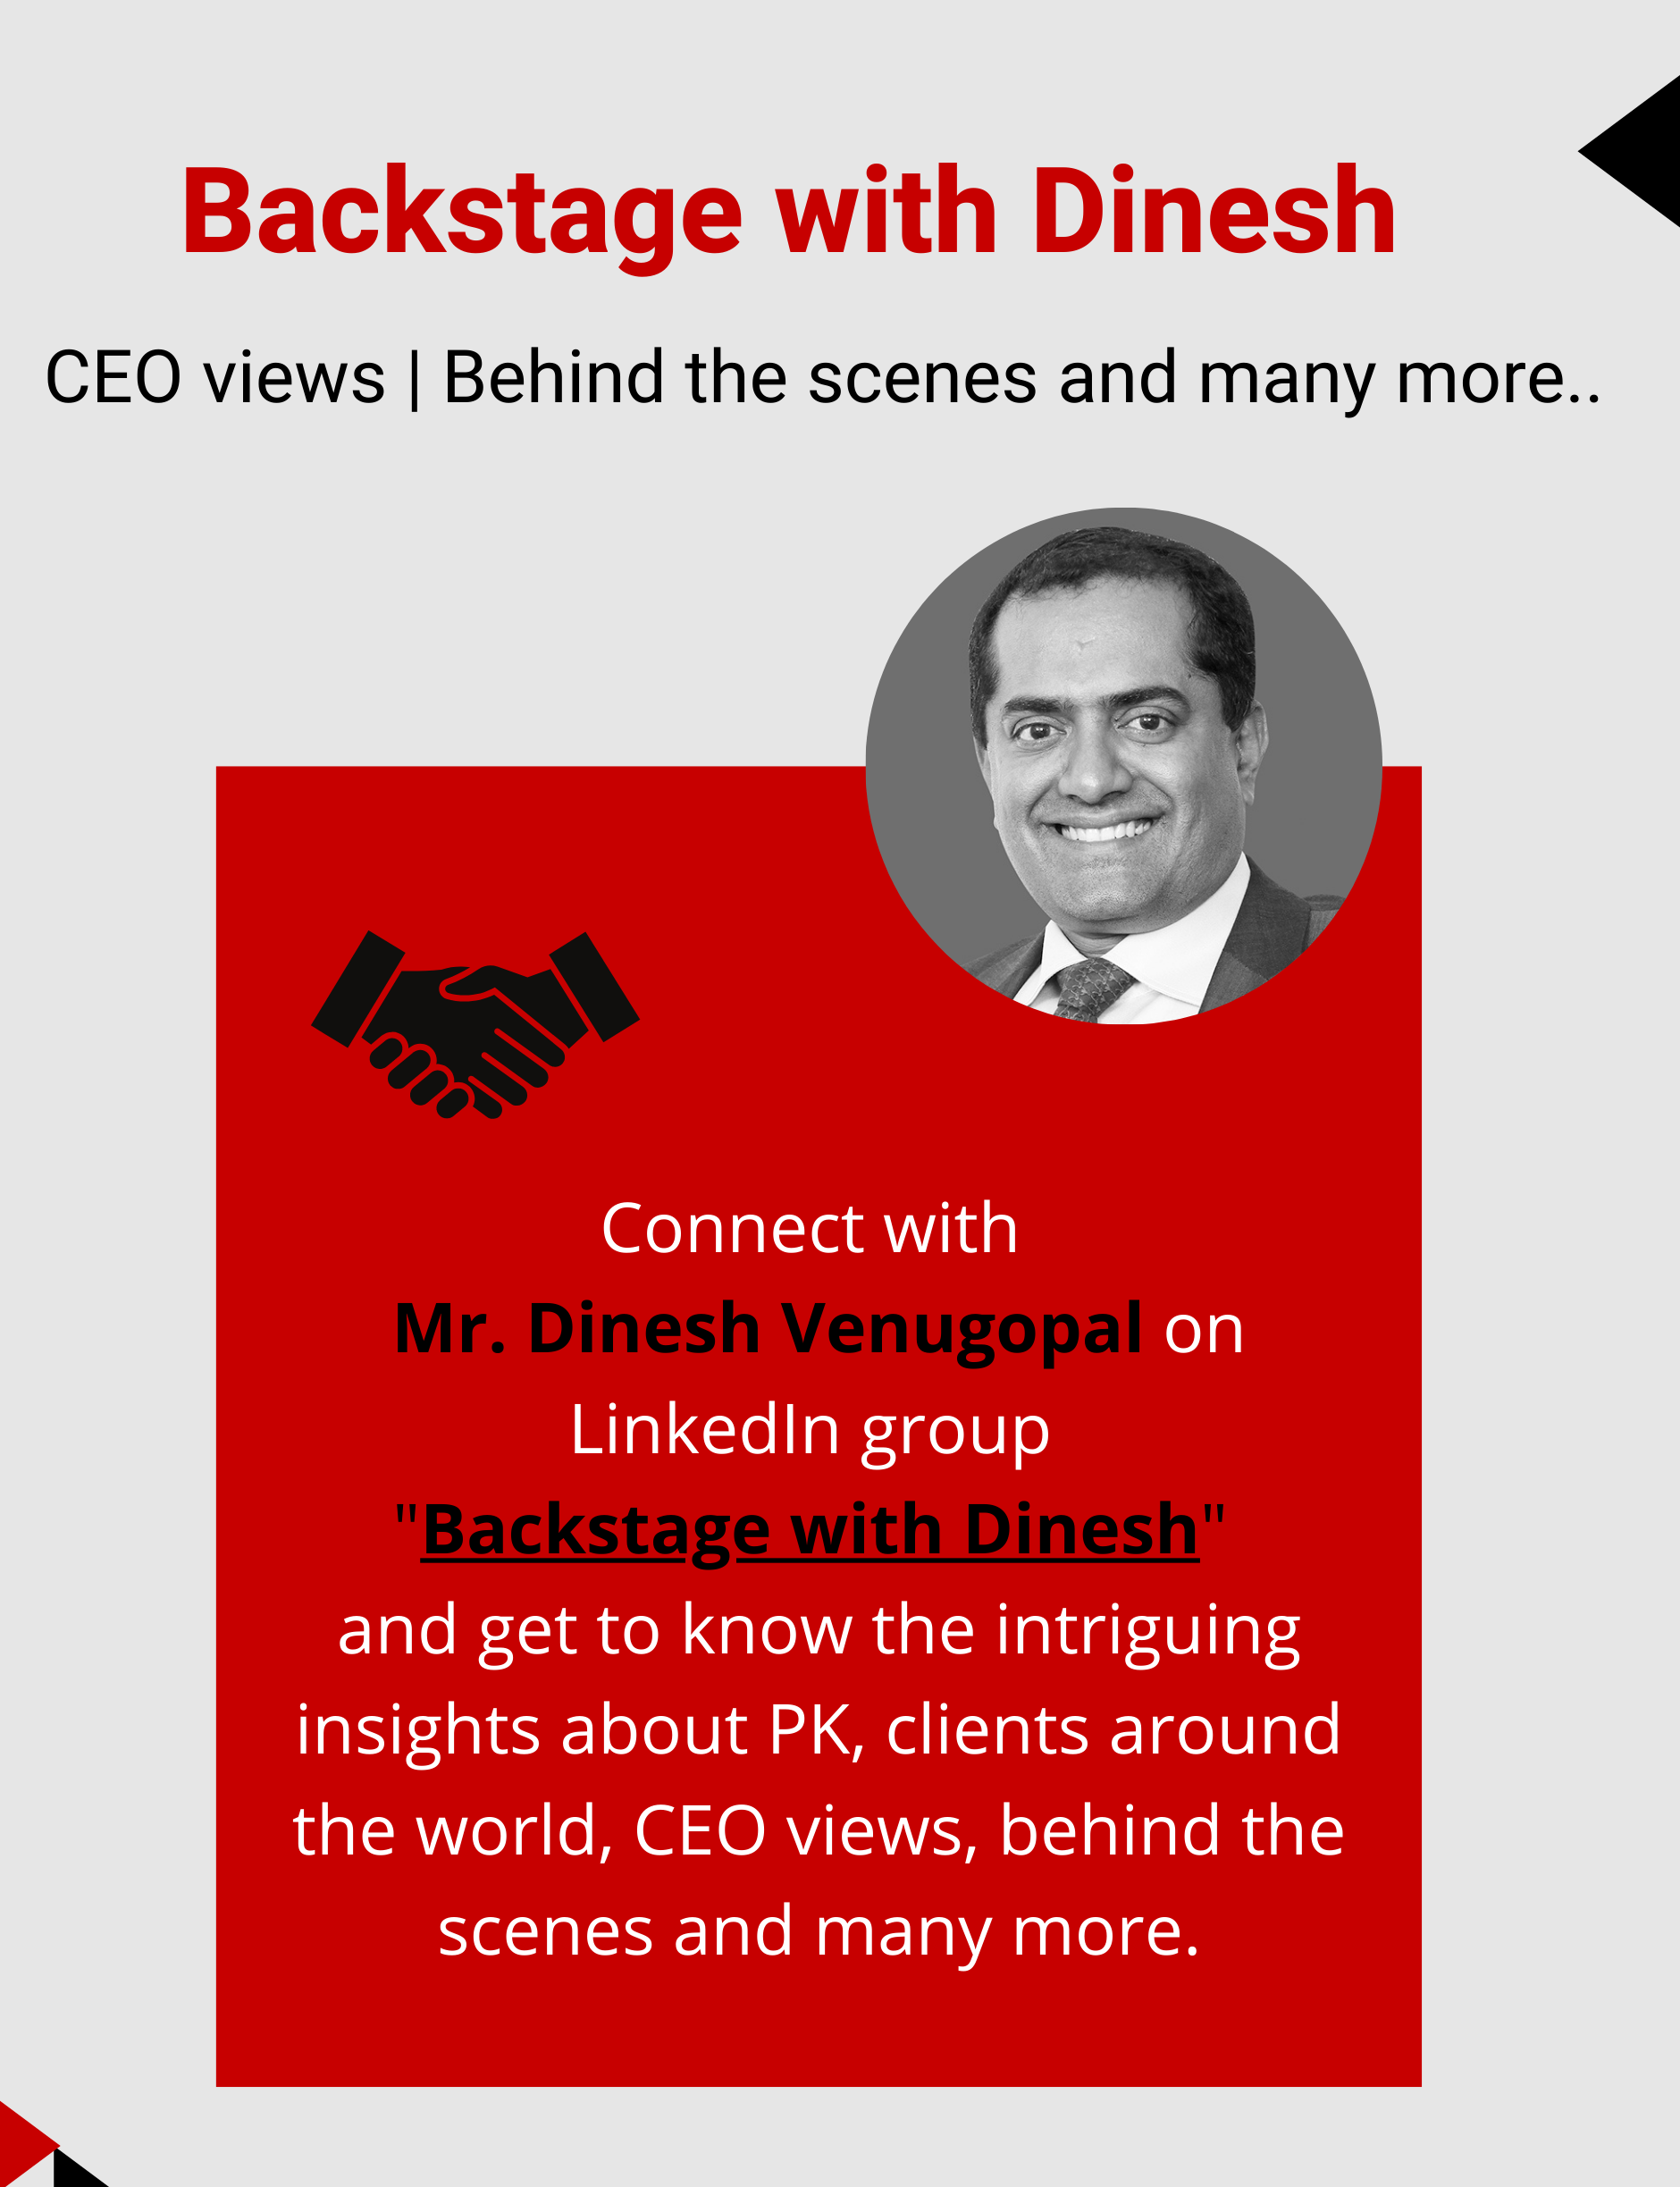 Backstage with Dinesh
CEO views | Behind the scenes and many more..
Connect with
Mr. Dinesh Venugopal on
LinkedIn group
"Backstage with Dinesh"
and get to know the intriguing
insights about PK, clients around
the world, CEO views, behind the
scenes and many more.